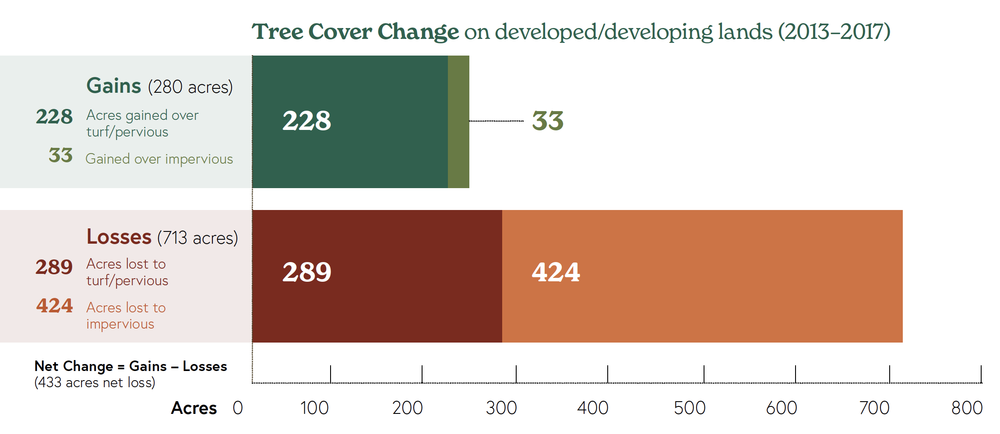 Tree Cover Change on developed/developing lands (2013–2017)
Gains (280 acres)
228 Acres gained over
turf/pervious
33 Gained over impervious
228
33
Losses (713 acres)
289 Acres lost to
turf/pervious
424 Acres lost to
impervious
289
424
Net Change = Gains – Losses
(433 acres net loss)
Acres 0 100 200 300 400 500 600 700 800